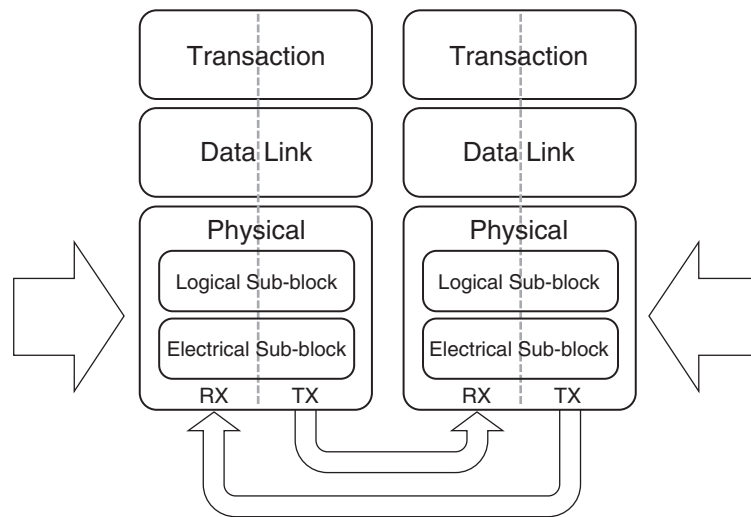 Transaction
Data Link
Physical
Logical Sub-block
Electrical Sub-block
RX TX
Transaction
Data Link
Physical
Logical Sub-block
Electrical Sub-block
RX TX